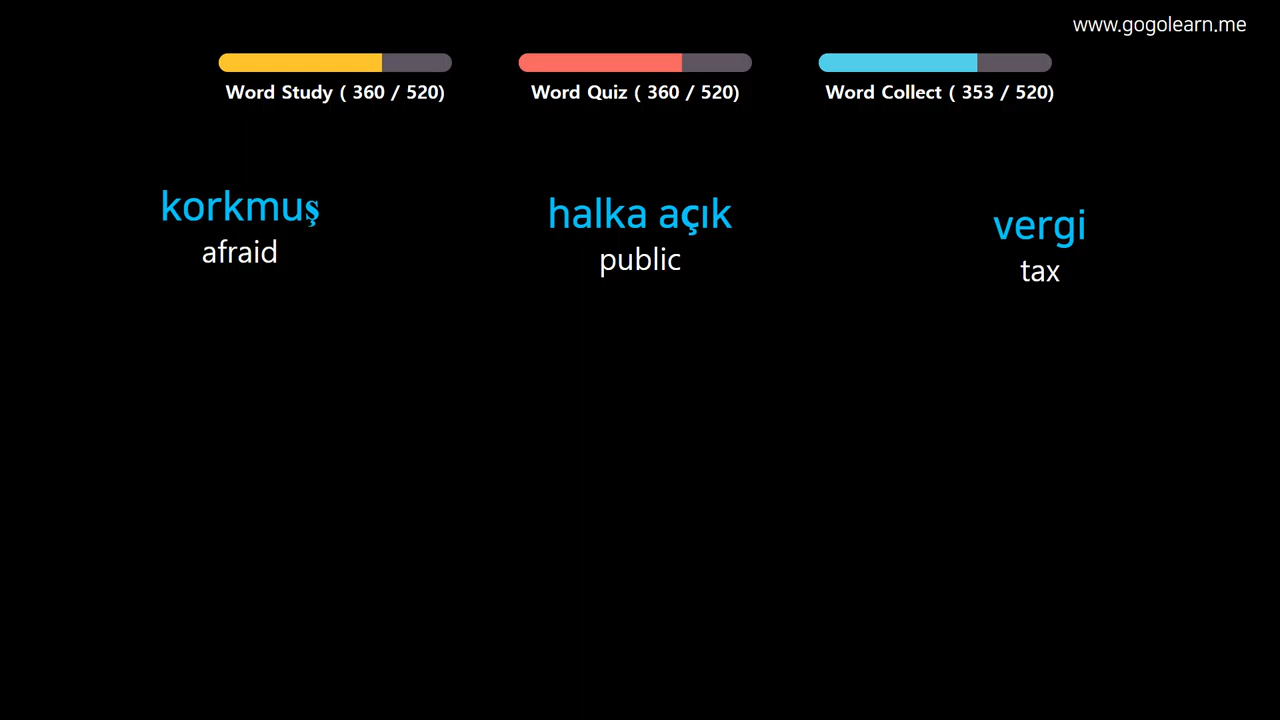 www.gogolearn.me
Word Study ( 360 / 520)
Word Quiz ( 360 / 520)
Word Collect ( 353 / 520)
korkmuş
afraid
halka açık
public
vergi
tax